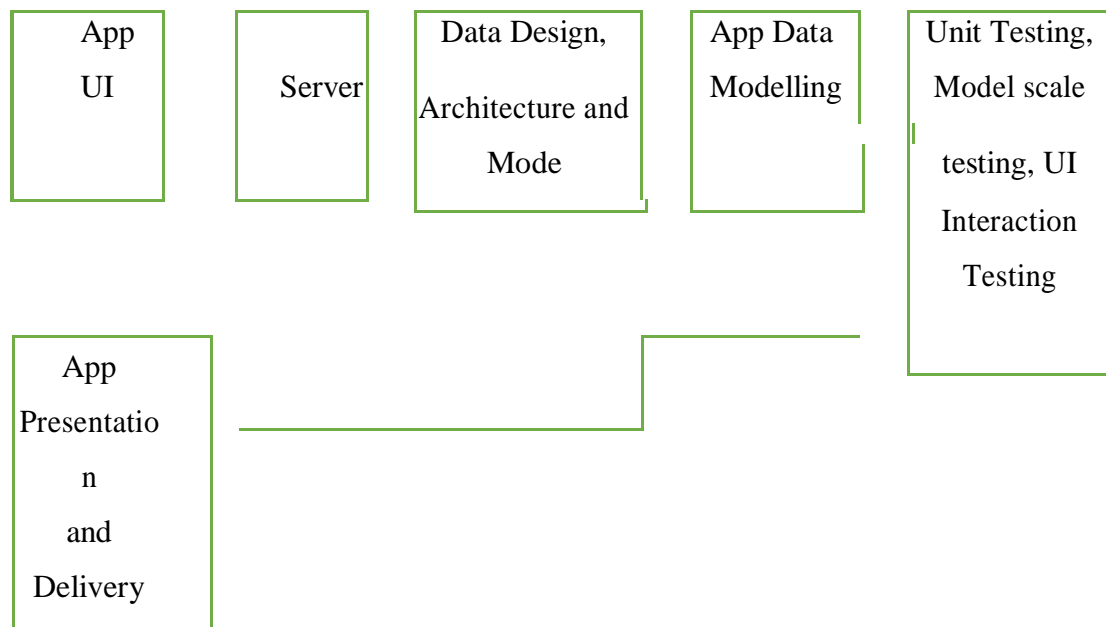 App
UI
Server
Data Design,
Architecture and
Mode
App Data
Modelling
Unit Testing,
Model scale
testing, UI
Interaction
Testing
App
Presentatio
n
and
Delivery